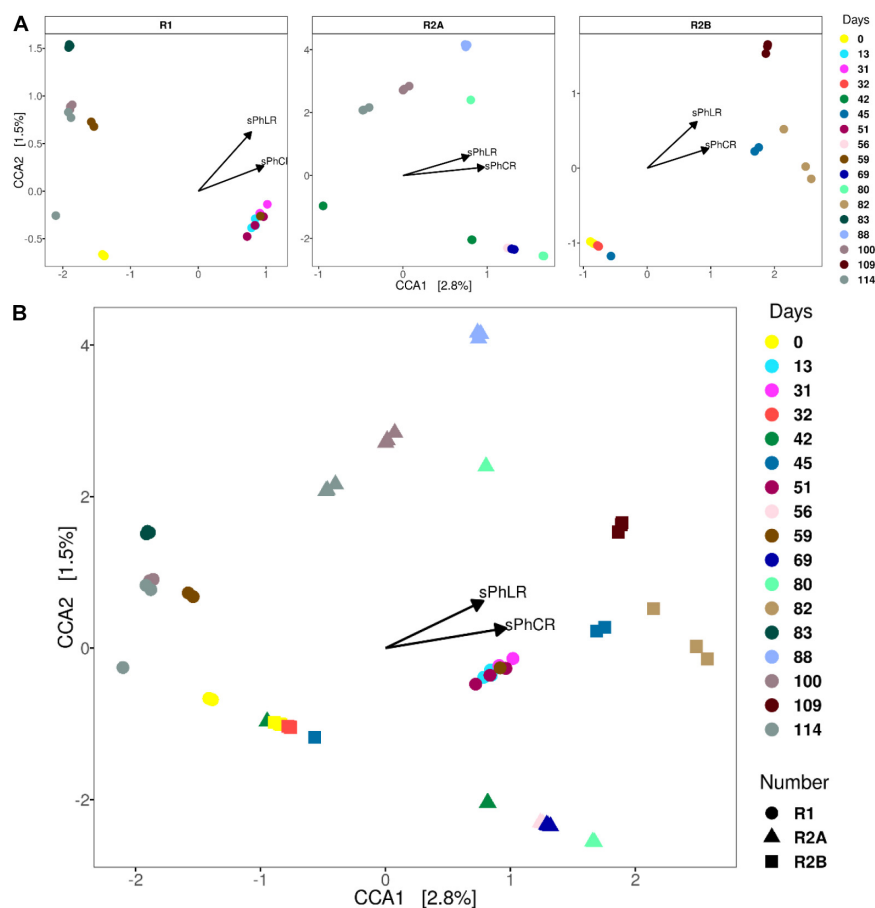 A
R1
R2A
R2B
Days
0
13
31
32
42
45
51
56
59
69
80
82
83
88
100
109
114
CCA2 [1.5%]
1.5
1.0
0.5
0.0
-0.5
-2
-1
0
1
sPhLR
sPhCR
4
2
0
-2
-1
0
1
sPhLR
sPhCR
1
0
-1
-1
0
1
2
sPhLR
sPhCR
CCA1 [2.8%]
B
4
2
0
-2
CCA2 [1.5%]
sPhLR
sPhCR
-2
-1
0
1
2
CCA1 [2.8%]
Days
0
13
31
32
42
45
51
56
59
69
80
82
83
88
100
109
114
Number
R1
R2A
R2B